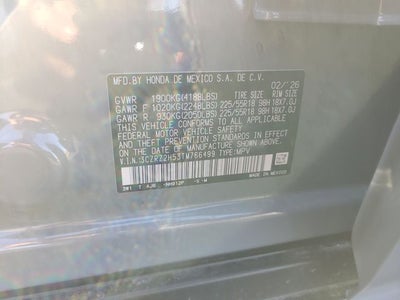 MFD. BY HONDA DE MEXICO S.A. DE C.V. 02/'26
GVWR 1900KG(4188LBS) TIRE SIZE RIM SIZE
GAWR F 1020KG(2248LBS) 225/55R18 98H 18X7.0J
GAWR R 930KG(2050LBS) 225/55R18 98H 18X7.0J
THIS VEHICLE CONFORMS TO ALL APPLICABLE
FEDERAL MOTOR VEHICLE SAFETY AND THEFT
PREVENTION STANDARDS IN EFFECT ON THE
DATE OF MANUFACTURE SHOWN ABOVE.
V.I.N.:3CZRZ2H53TM766499 TYPE:MPV
MADE IN MEXICO